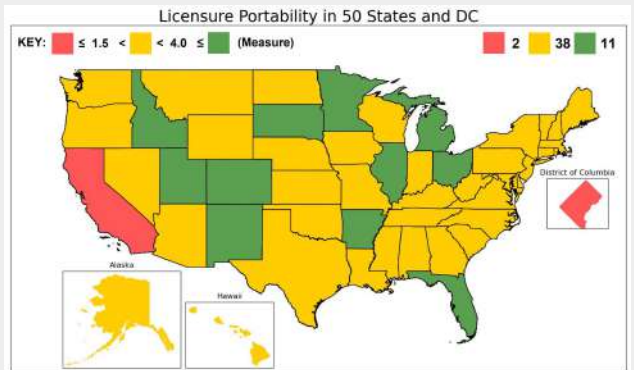 Licensure Portability in 50 States and DC
KEY: ≤ 1.5 < < 4.0 ≤ (Measure) 2 38 11
District of Columbia
Alaska
Hawaii